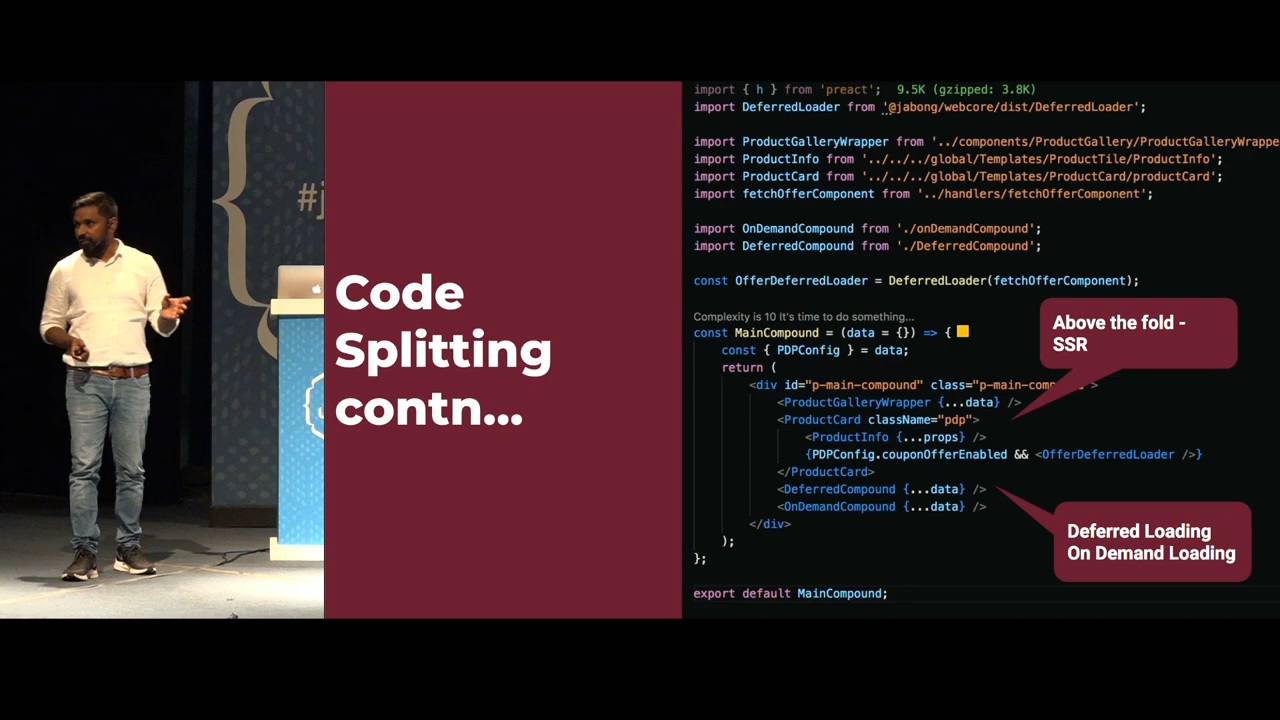 #j
Code
Splitting
contn...
import { h } from 'preact';  9.5K (gzipped: 3.8K)
import DeferredLoader from '@jabong/webcore/dist/DeferredLoader';
import ProductGalleryWrapper from '../components/ProductGallery/ProductGalleryWrappe
import ProductInfo from '../../../global/Templates/ProductTile/ProductInfo';
import ProductCard from '../../../global/Templates/ProductCard/productCard';
import fetchOfferComponent from '../handlers/fetchOfferComponent';
import OnDemandCompound from './onDemandCompound';
import DeferredCompound from './DeferredCompound';
const OfferDeferredLoader = DeferredLoader(fetchOfferComponent);
Complexity is 10 It's time to do something...
const MainCompound = (data = {}) => {
const { PDPConfig } = data;
return (
<div id="p-main-compound" class="p-main-comp
<ProductGalleryWrapper {...data} />
<ProductCard className="pdp">
<ProductInfo {...props} />
{PDPConfig.couponOfferEnabled && <OfferDeferredLoader />}
</ProductCard>
<DeferredCompound {...data} />
<OnDemandCompound {...data} />
</div>
);
};
export default MainCompound;
Above the fold -
SSR
Deferred Loading
On Demand Loading